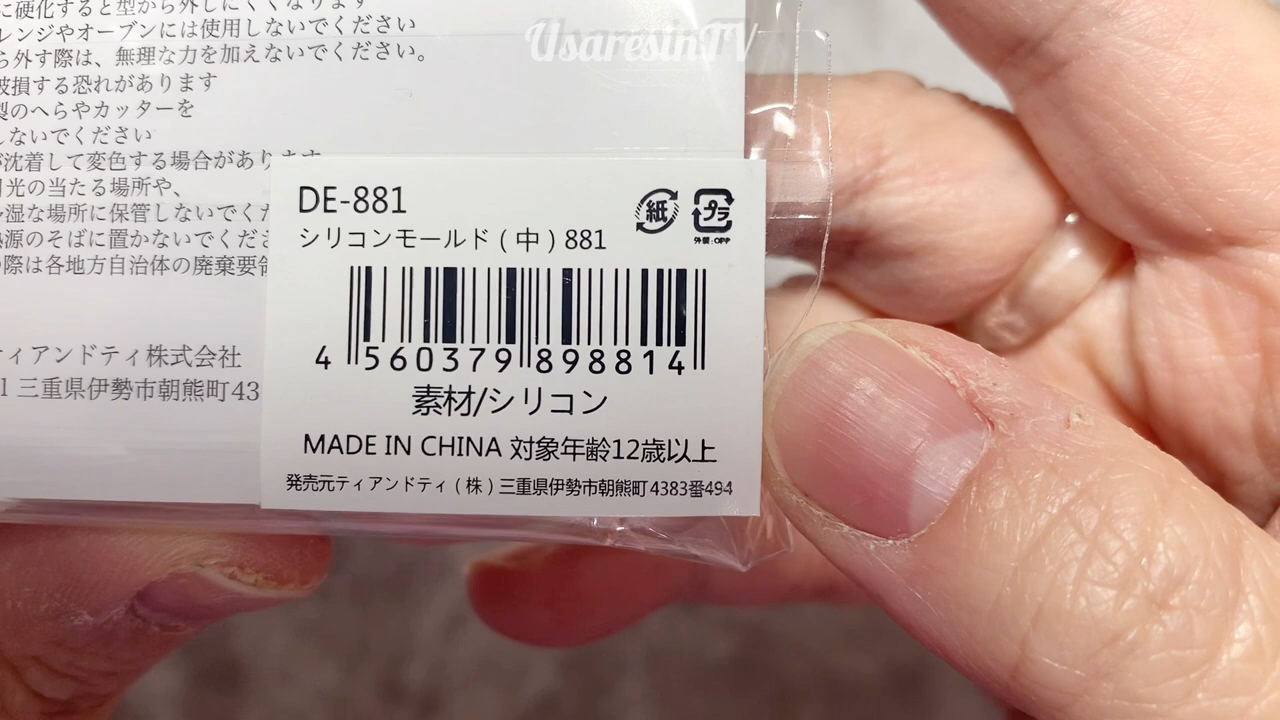 に硬化すると型から外しにくくなります
レンジやオーブンには使用しないでください
ら外す際は、無理な力を加えないでください。
破損する恐れがあります
製のへらやカッターを
しないでください
が沈着して変色する場合があります
光の当たる場所や、
湿な場所に保管しないでくだ
熱源のそばに置かないでくださ
の際は各地方自治体の廃棄要領
ティアンドティ株式会社
1 三重県伊勢市朝熊町43
UsaresinTV
DE-881
シリコンモールド(中)881
紙
プラ
外装:OPP
4 560379 898814
素材/シリコン
MADE IN CHINA 対象年齢12歳以上
発売元ティアンドティ(株)三重県伊勢市朝熊町4383番494